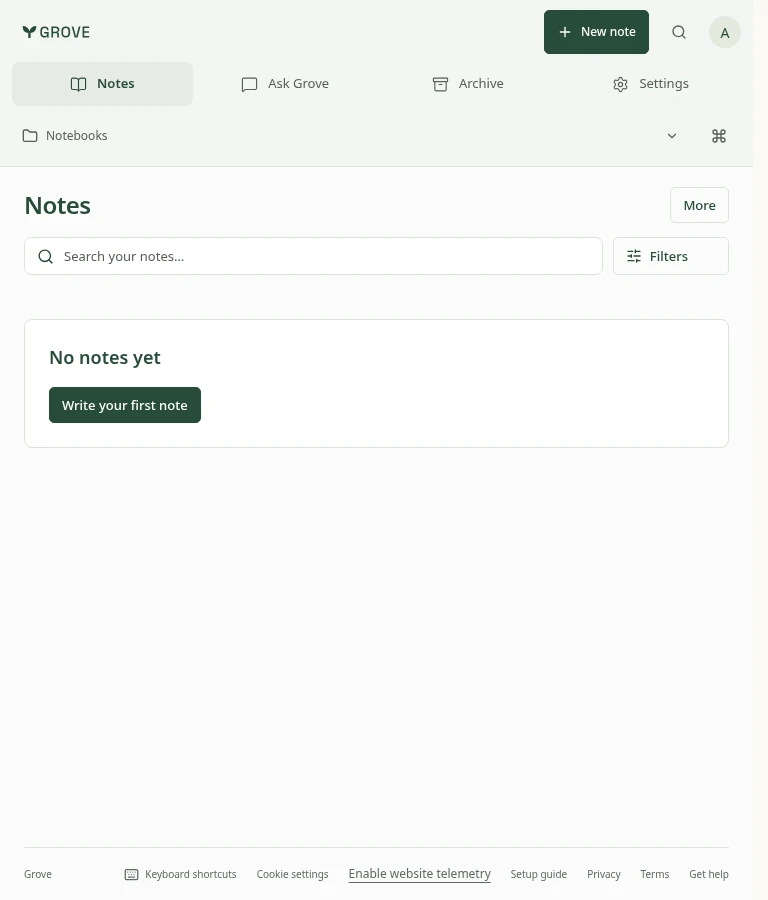 GROVE
New note
A
Notes
Ask Grove
Archive
Settings
Notebooks
Notes
More
Search your notes...
Filters
No notes yet
Write your first note
Grove
Keyboard shortcuts
Cookie settings
Enable website telemetry
Setup guide
Privacy
Terms
Get help